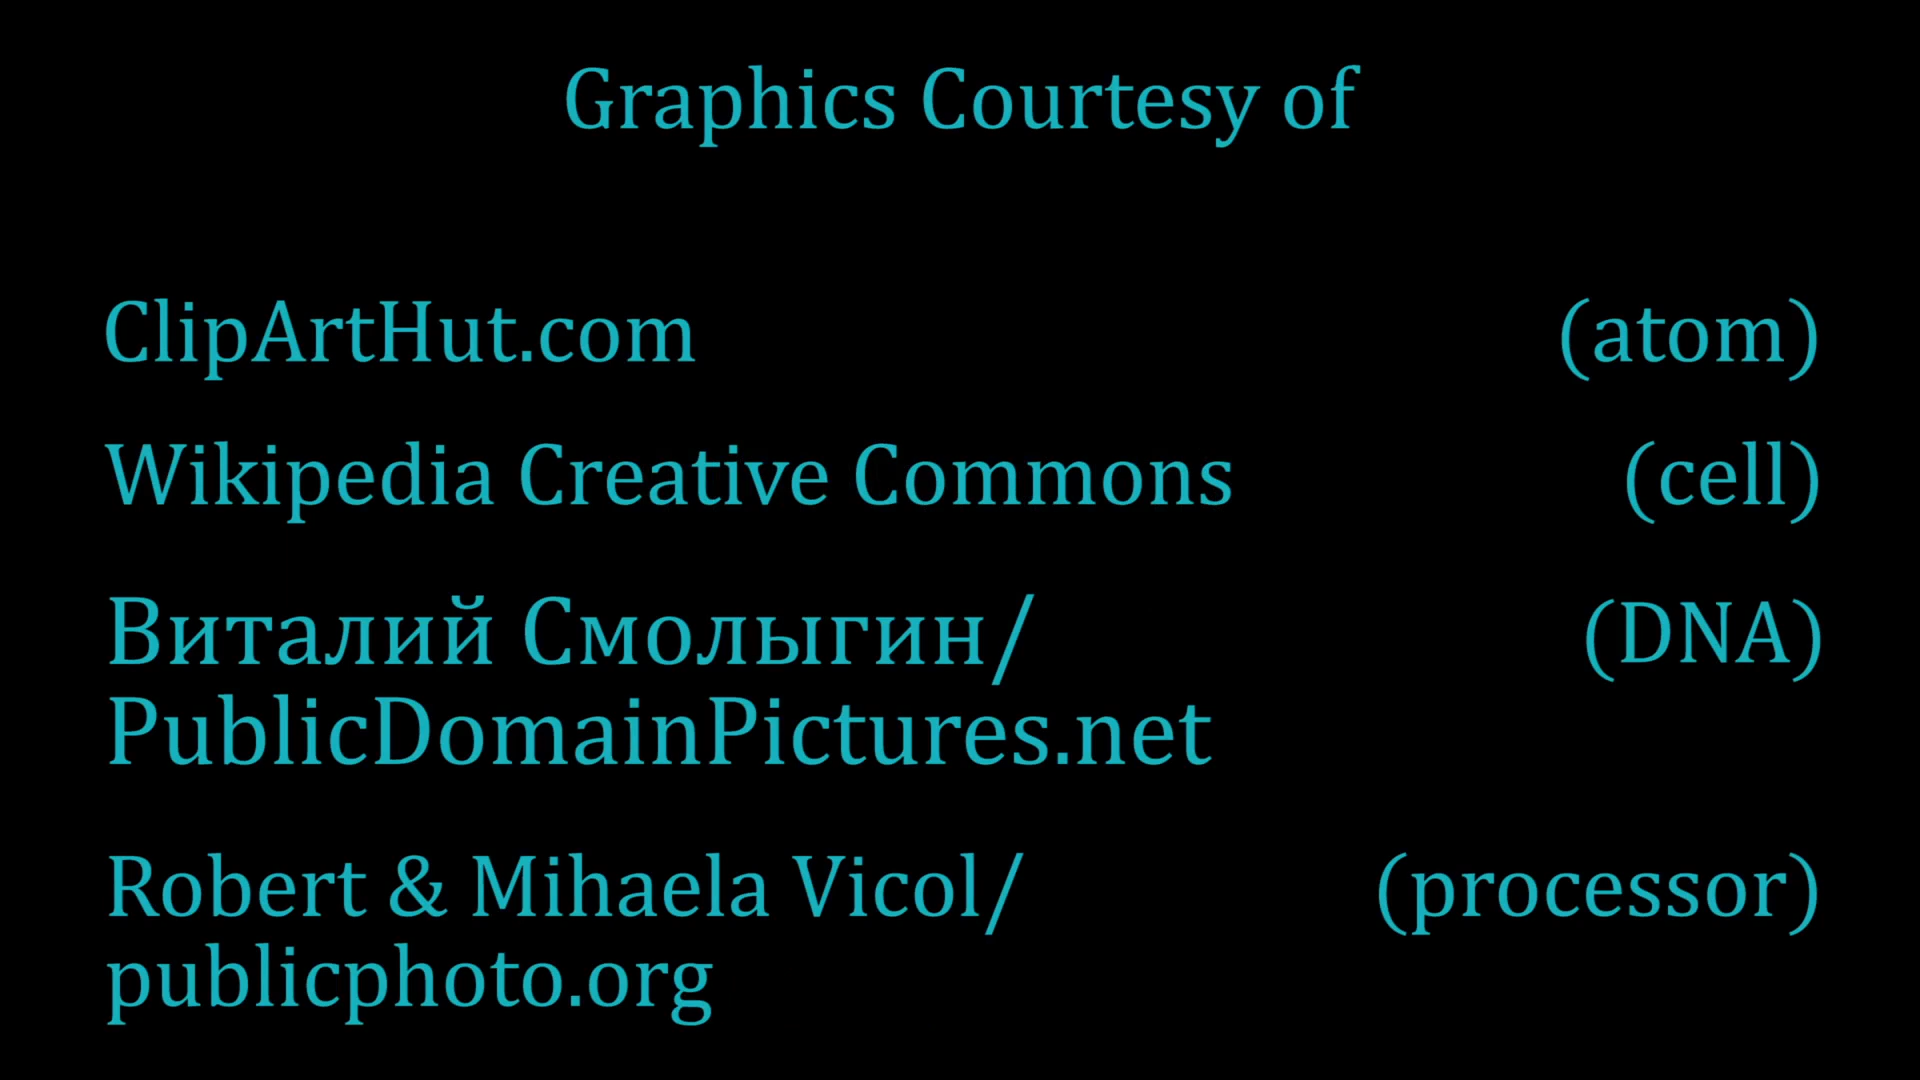 Graphics Courtesy of
ClipArtHut.com (atom)
Wikipedia Creative Commons (cell)
Виталий Смолыгин/ (DNA)
PublicDomainPictures.net
Robert & Mihaela Vicol/ (processor)
publicphoto.org